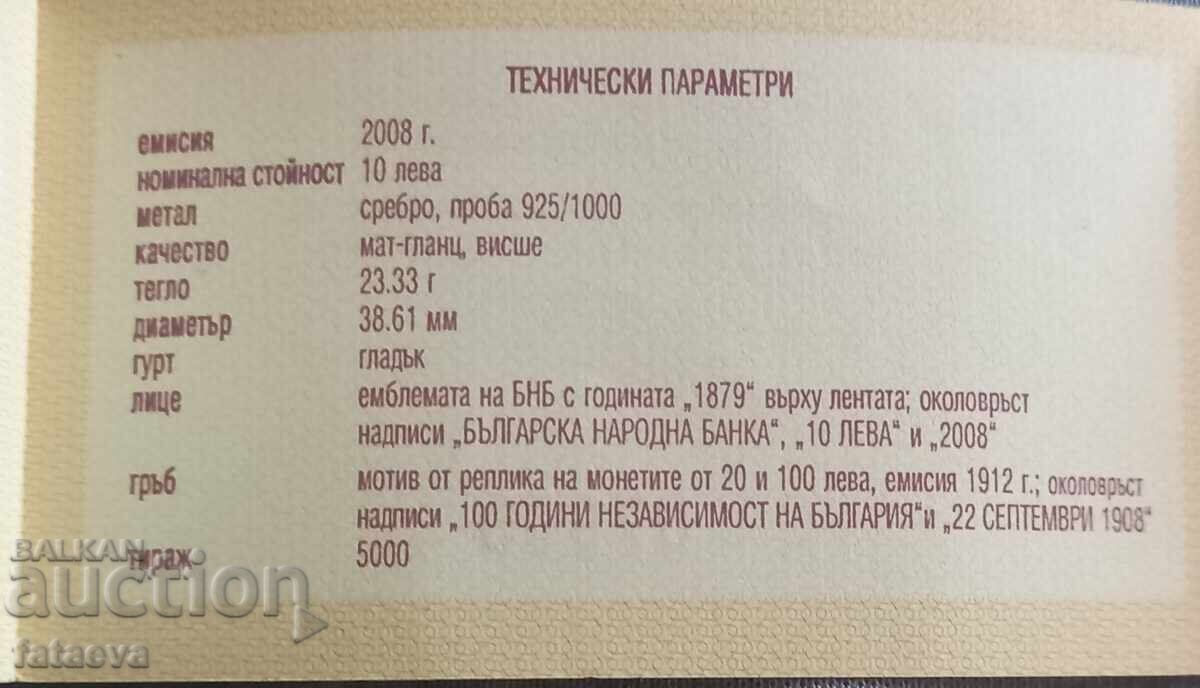 ТЕХНИЧЕСКИ ПАРАМЕТРИ
емисия 2008 г.
номинална стойност 10 лева
метал сребро, проба 925/1000
качество мат-гланц, висше
тегло 23.33 г
диаметър 38.61 мм
гурт гладък
лице емблемата на БНБ с годината „1879“ върху лентата; околовръст
надписи „БЪЛГАРСКА НАРОДНА БАНКА“, „10 ЛЕВА“ и „2008“
гръб мотив от реплика на монетите от 20 и 100 лева, емисия 1912 г.; околовръст
надписи „100 ГОДИНИ НЕЗАВИСИМОСТ НА БЪЛГАРИЯ“и „22 СЕПТЕМВРИ 1908“
тираж 5000
BALKAN
auction
fataeva